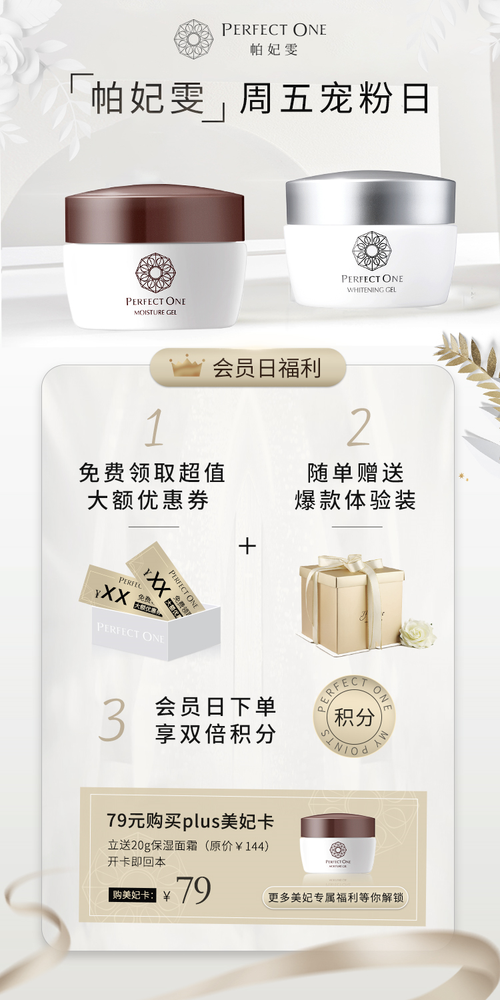 PERFECT ONE
帕妃雯
「帕妃雯」周五宠粉日
PERFECT ONE
MOISTURE GEL
PERFECT ONE
WHITENING GEL
会员日福利
1
免费领取超值
大额优惠券
2
随单赠送
爆款体验装
+
PERFEC
¥XX
免费
大额优惠券
PERFECT ONE
¥XX
免费领取
大额优惠
PERFECT ONE
3
会员日下单
享双倍积分
PERFECT ONE
积分
MY POINTS
79元购买plus美妃卡
立送20g保湿面霜（原价￥144）
开卡即回本
购美妃卡：
￥79
PERFECT ONE
MOISTURE GEL
更多美妃专属福利等你解锁